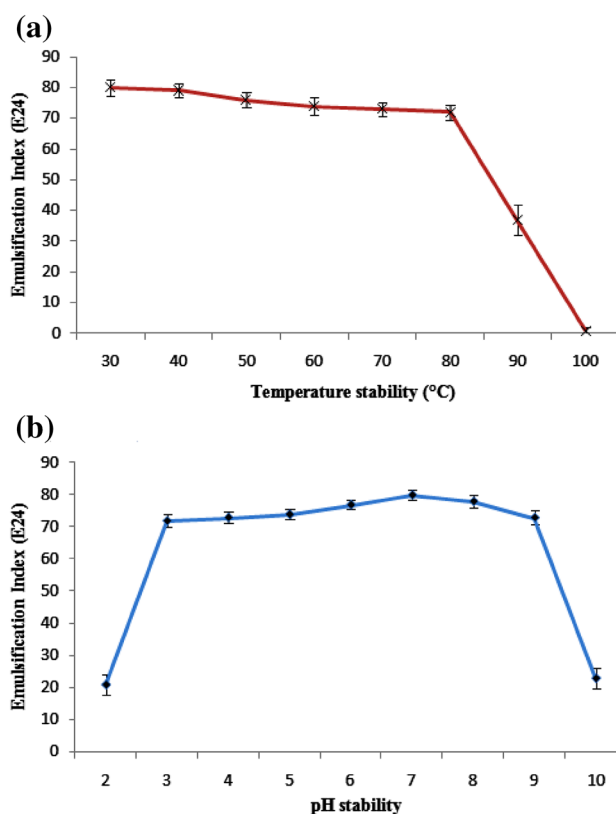 (a)
Emulsification Index (E24)
90
80
70
60
50
40
30
20
10
0
30 40 50 60 70 80 90 100
Temperature stability (°C)
(b)
Emulsification Index (E24)
90
80
70
60
50
40
30
20
10
0
2 3 4 5 6 7 8 9 10
pH stability